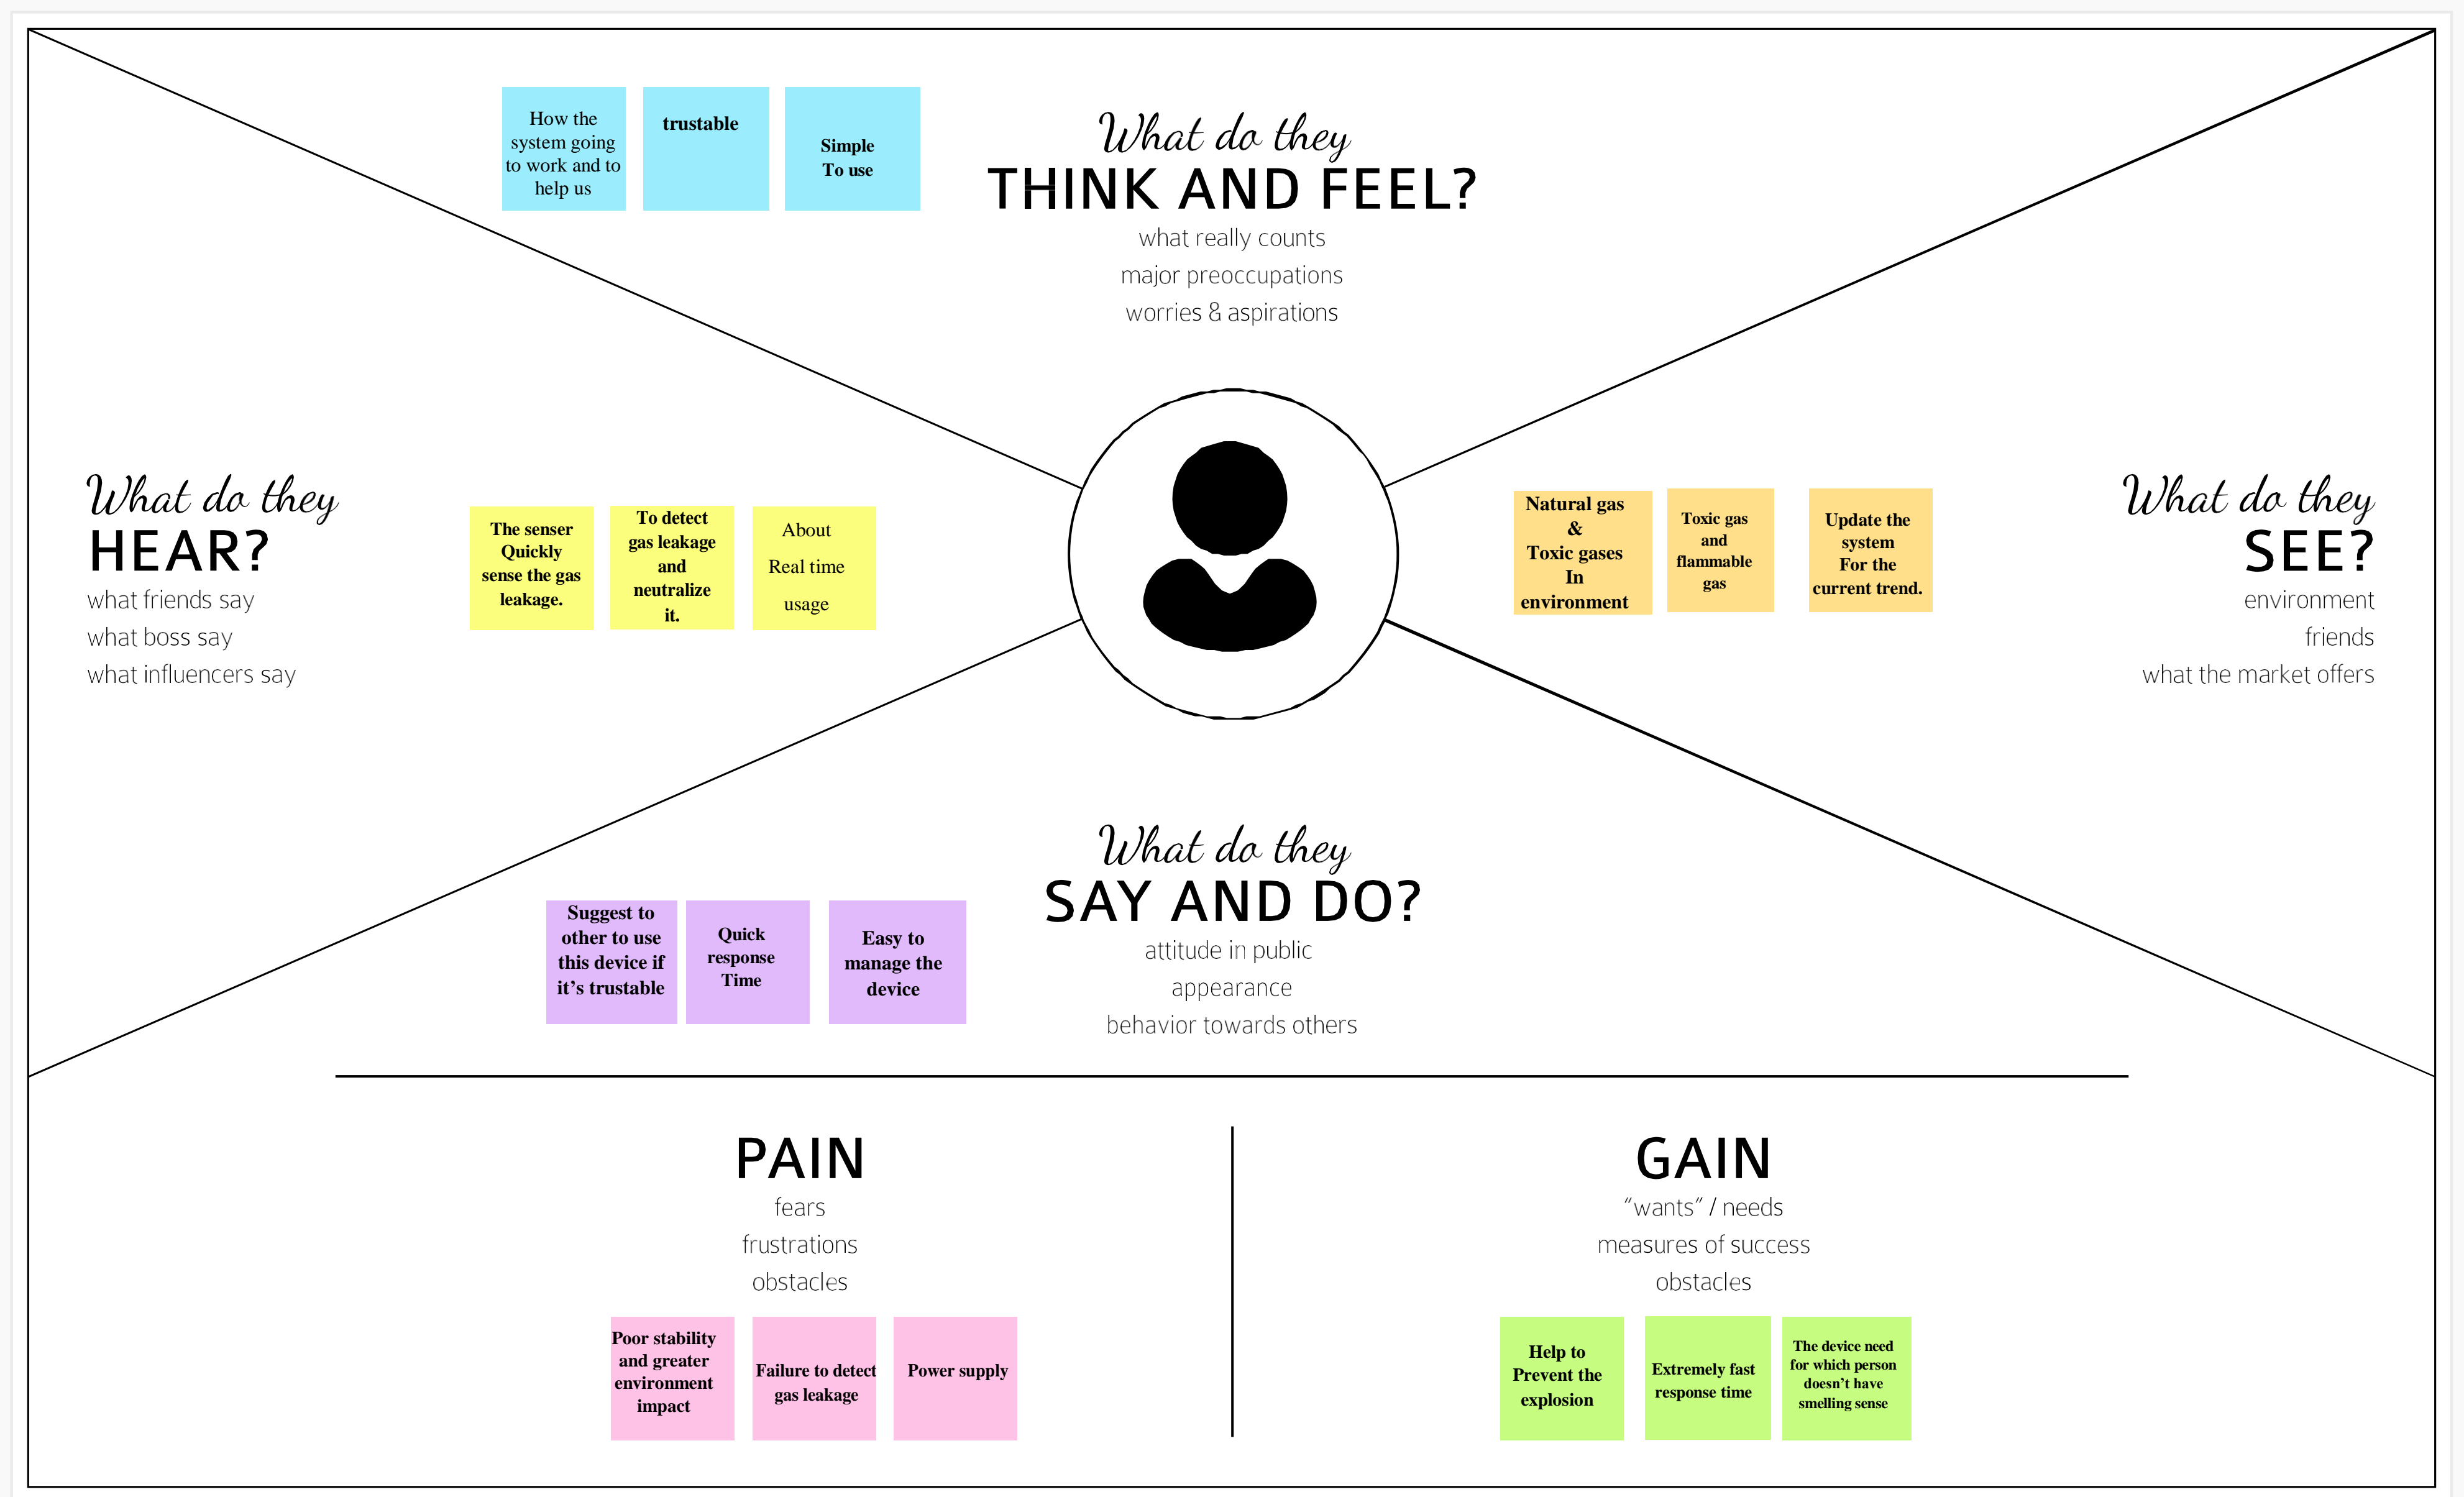 How the
system going
to work and to
help us
trustable
Simple
To use
What do they
THINK AND FEEL?
what really counts
major preoccupations
worries & aspirations
What do they
HEAR?
what friends say
what boss say
what influencers say
The senser
Quickly
sense the gas
leakage.
To detect
gas leakage
and
neutralize
it.
About
Real time
usage
Natural gas
&
Toxic gases
In
environment
Toxic gas
and
flammable
gas
Update the
system
For the
current trend.
What do they
SEE?
environment
friends
what the market offers
Suggest to
other to use
this device if
it's trustable
Quick
response
Time
Easy to
manage the
device
What do they
SAY AND DO?
attitude in public
appearance
behavior towards others
PAIN
fears
frustrations
obstacles
Poor stability
and greater
environment
impact
Failure to detect
gas leakage
Power supply
GAIN
“wants” / needs
measures of success
obstacles
Help to
Prevent the
explosion
Extremely fast
response time
The device need
for which person
doesn't have
smelling sense